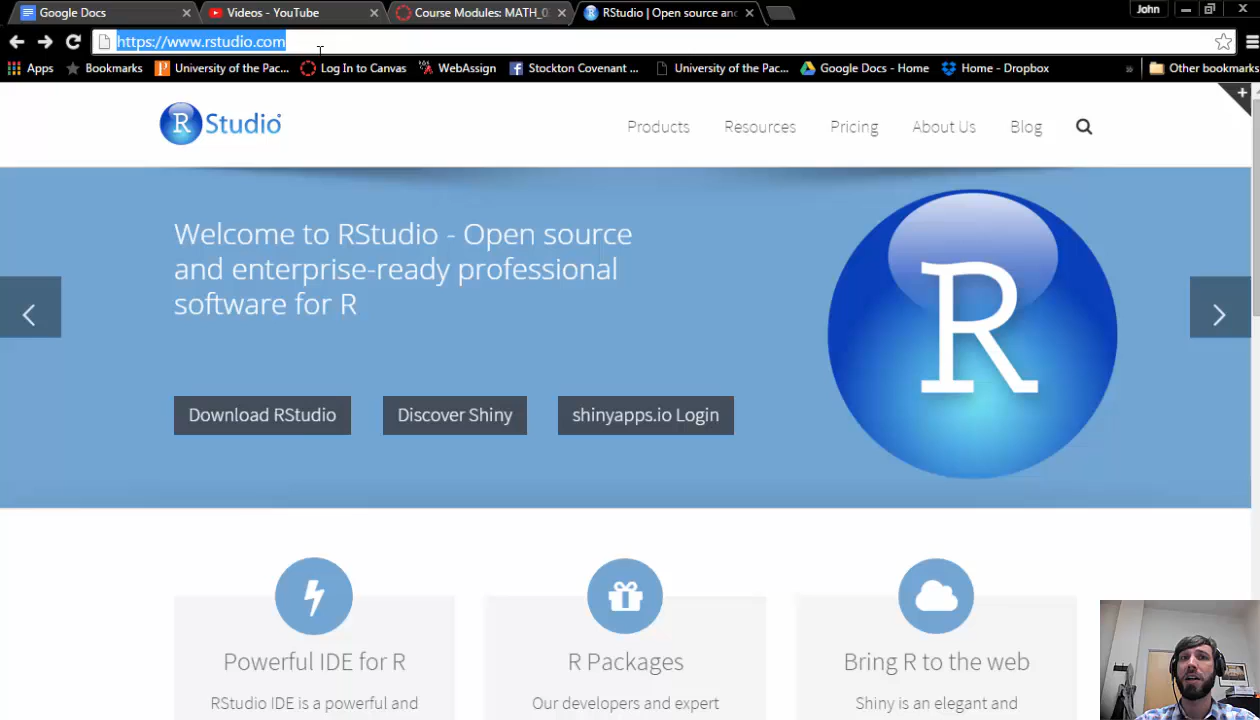 Google Docs
Videos - YouTube
Course Modules: MATH_0
RStudio | Open source an
John
https://www.rstudio.com
Apps
Bookmarks
University of the Pac...
Log In to Canvas
WebAssign
Stockton Covenant ...
University of the Pac...
Google Docs - Home
Home - Dropbox
»
Other bookmarks
R Studio
Products
Resources
Pricing
About Us
Blog
Welcome to RStudio - Open source
and enterprise-ready professional
software for R
R
Download RStudio
Discover Shiny
shinyapps.io Login
Powerful IDE for R
R Packages
Bring R to the web
RStudio IDE is a powerful and
Our developers and expert
Shiny is an elegant and